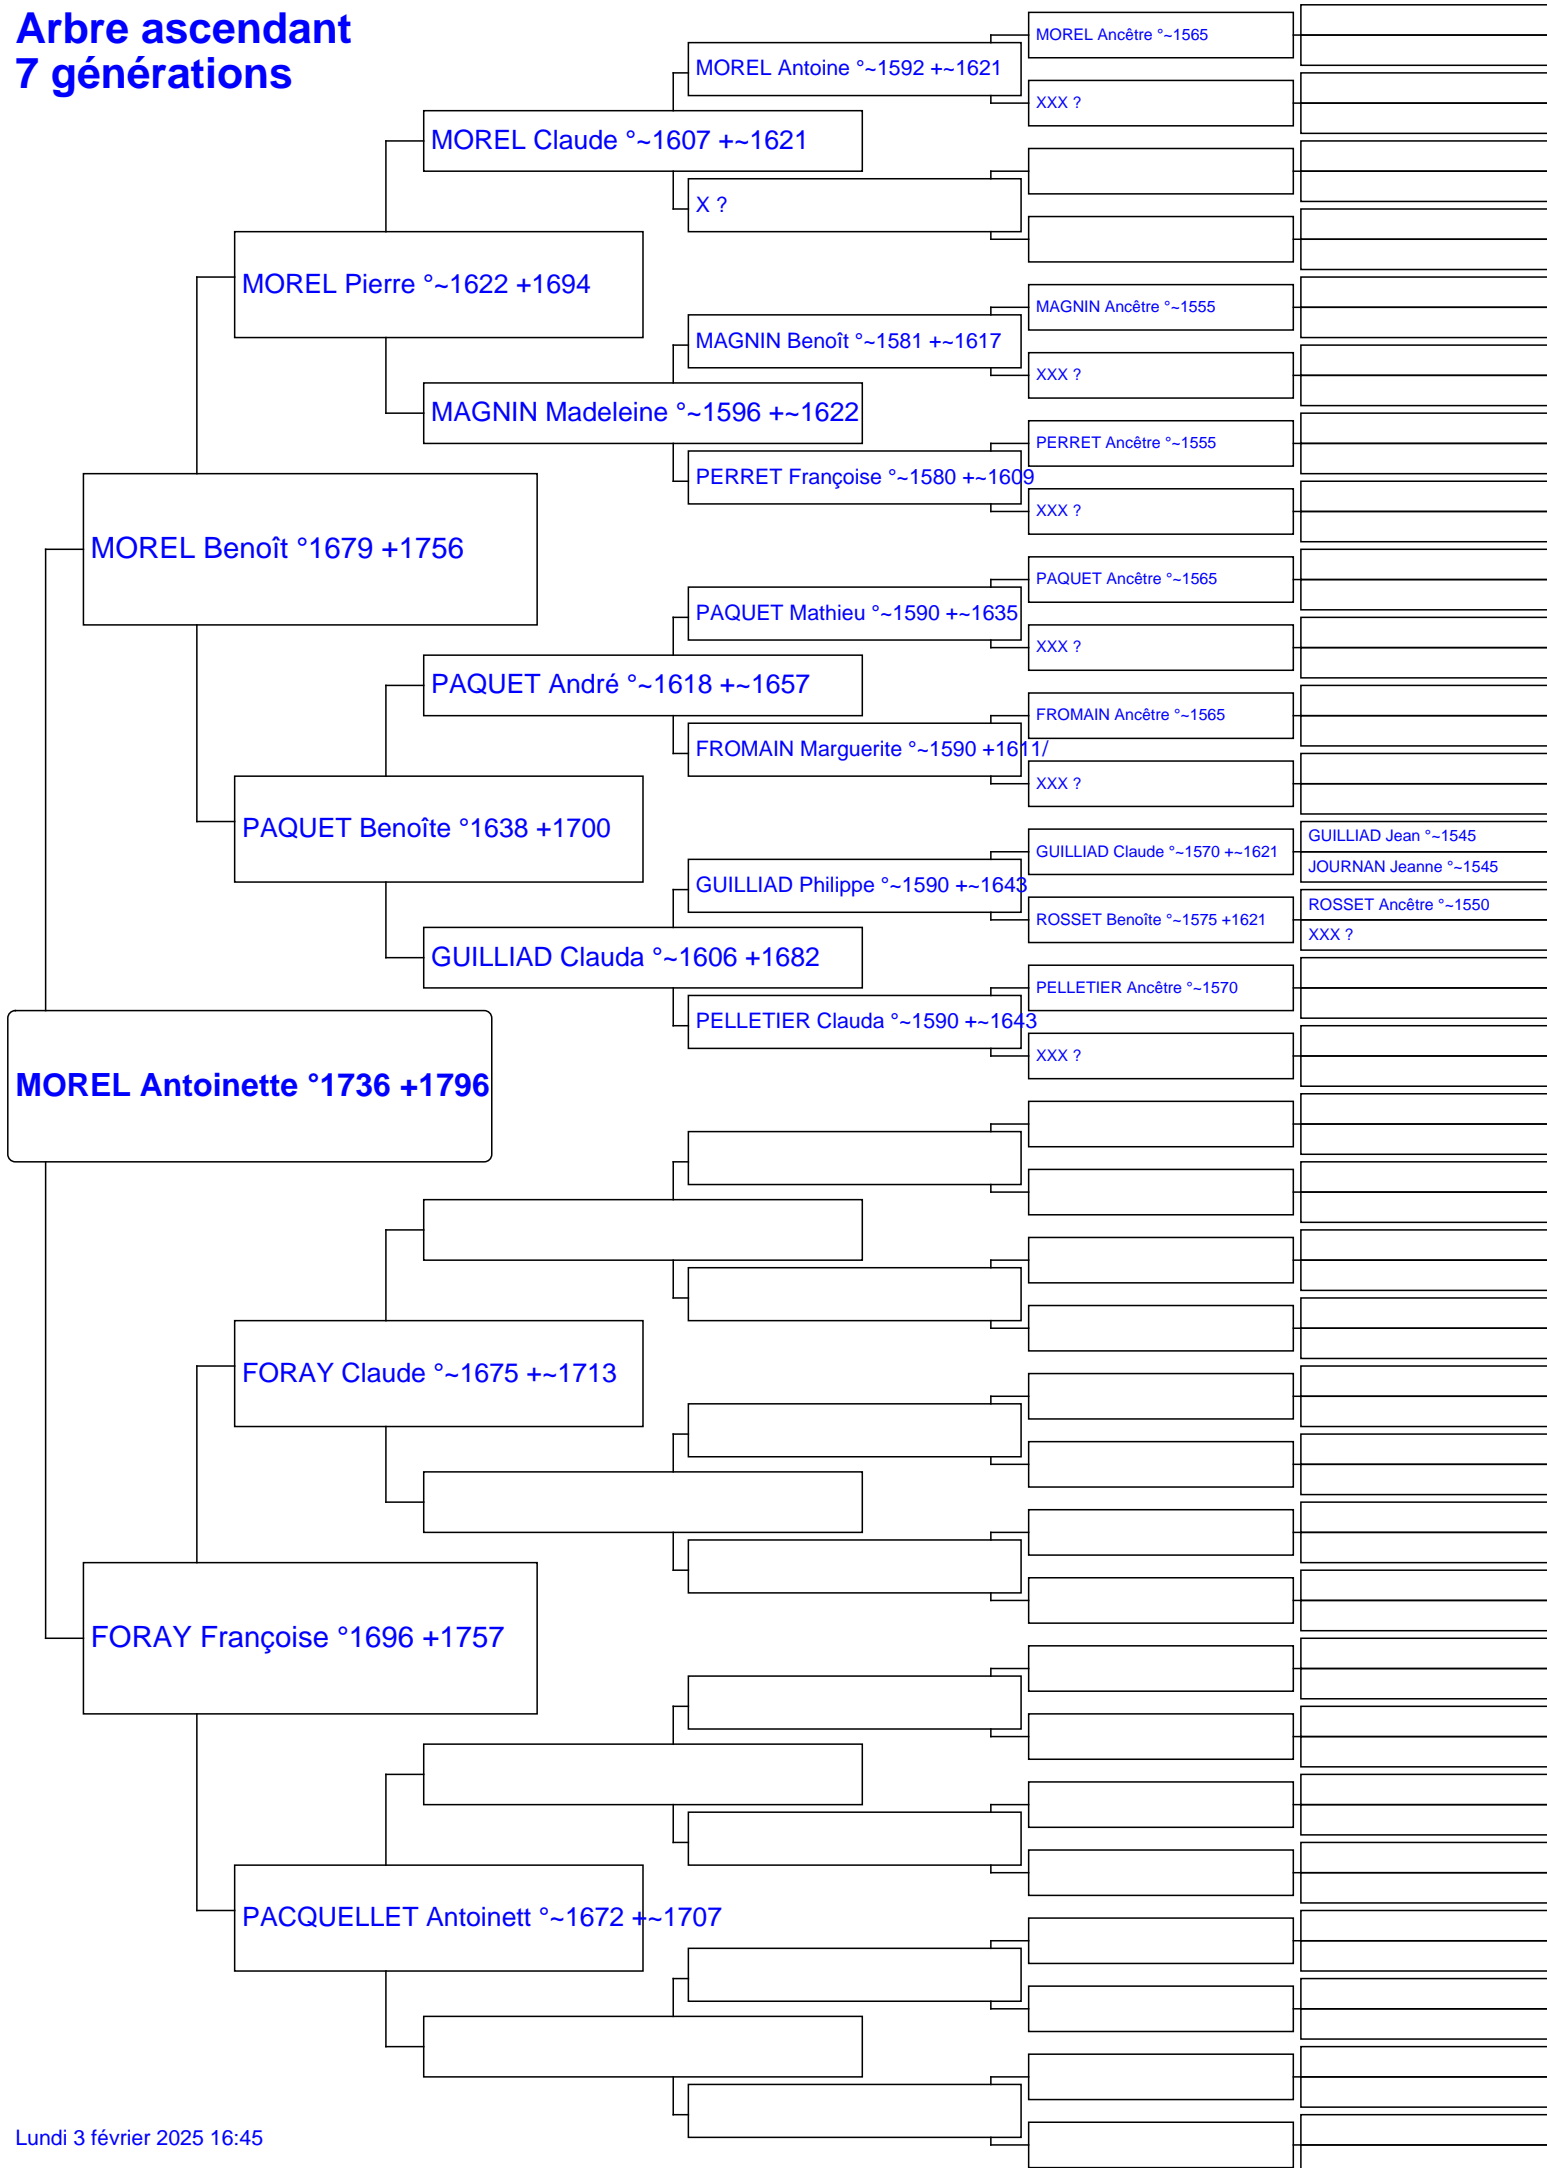 Arbre ascendant
7 générations
MOREL Ancêtre °~1565
MOREL Antoine °~1592 +~1621
XXX ?
MOREL Claude °~1607 +~1621
X ?
MOREL Pierre °~1622 +1694
MAGNIN Ancêtre °~1555
MAGNIN Benoît °~1581 +~1617
XXX ?
MAGNIN Madeleine °~1596 +~1622
PERRET Ancêtre °~1555
PERRET Françoise °~1580 +~1609
XXX ?
MOREL Benoît °1679 +1756
PAQUET Ancêtre °~1565
PAQUET Mathieu °~1590 +~1635
XXX ?
PAQUET André °~1618 +~1657
FROMAIN Ancêtre °~1565
FROMAIN Marguerite °~1590 +1611/
XXX ?
PAQUET Benoîte °1638 +1700
GUILLIAD Jean °~1545
GUILLIAD Claude °~1570 +~1621
JOURNAN Jeanne °~1545
GUILLIAD Philippe °~1590 +~1643
ROSSET Ancêtre °~1550
ROSSET Benoîte °~1575 +1621
XXX ?
GUILLIAD Clauda °~1606 +1682
PELLETIER Ancêtre °~1570
PELLETIER Clauda °~1590 +~1643
XXX ?
MOREL Antoinette °1736 +1796
FORAY Claude °~1675 +~1713
FORAY Françoise °1696 +1757
PACQUELLET Antoinett °~1672 +~1707
Lundi 3 février 2025 16:45